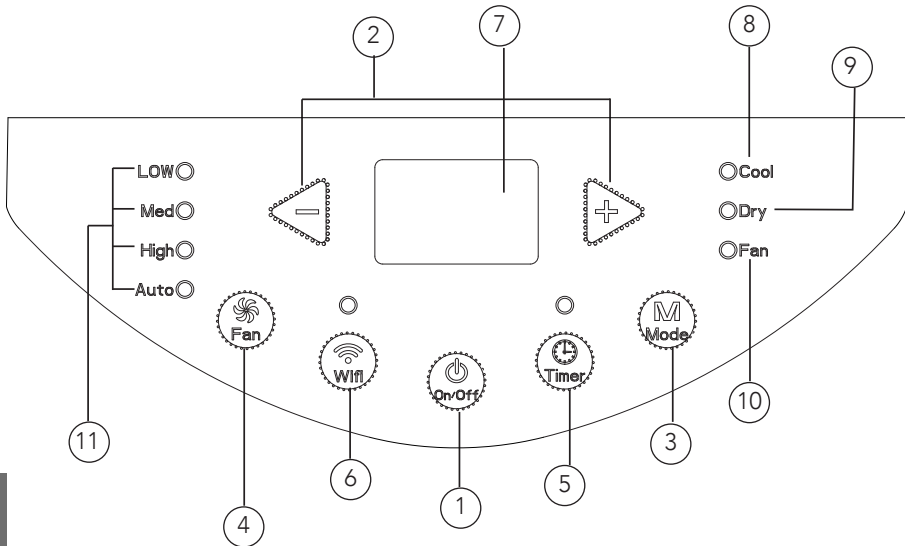 2
7
8
9
LOW
Med
High
Auto
−
+
Cool
Dry
Fan
Fan
Wifi
On/Off
Timer
M
Mode
11
4
6
1
5
3
10